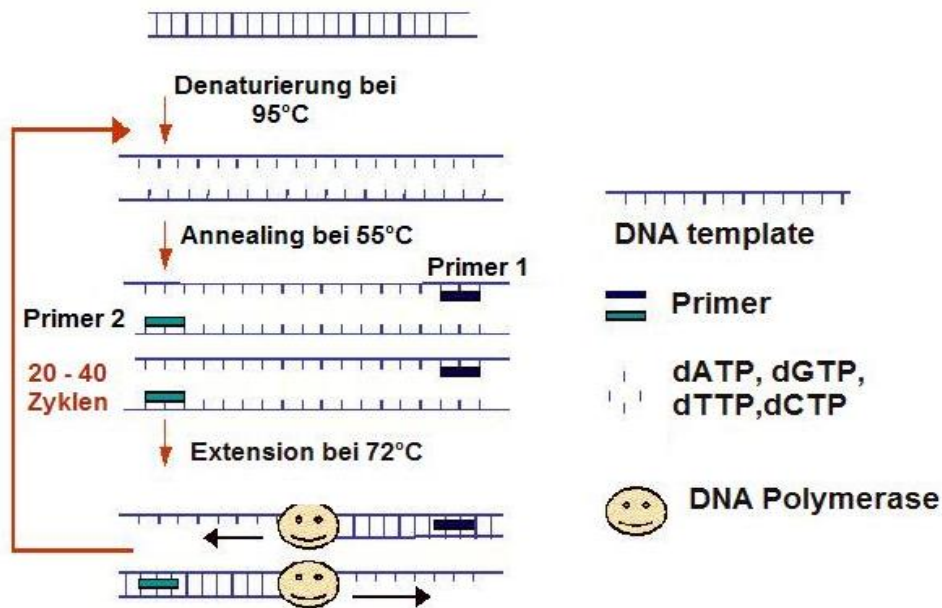 Denaturierung bei
95°C
Annealing bei 55°C
Primer 1
Primer 2
20 - 40
Zyklen
Extension bei 72°C
DNA template
Primer
dATP, dGTP,
dTTP,dCTP
DNA Polymerase